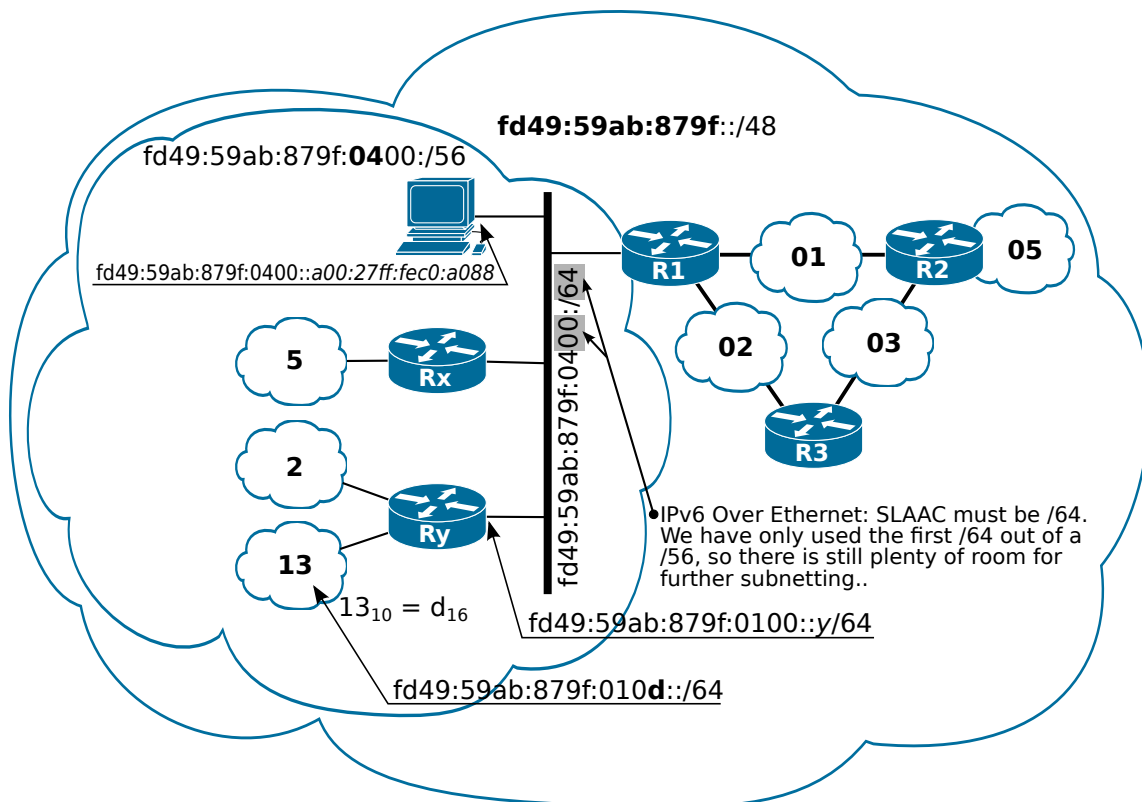 fd49:59ab:879f::/48
fd49:59ab:879f:0400:/56
fd49:59ab:879f:0400::a00:27ff:fec0:a088
R1
01
R2
05
02
03
R3
5
Rx
fd49:59ab:879f:0400:/64
2
Ry
13
13₁₀ = d₁₆
IPv6 Over Ethernet: SLAAC must be /64.
We have only used the first /64 out of a
/56, so there is still plenty of room for
further subnetting..
fd49:59ab:879f:0100::y/64
fd49:59ab:879f:010d::/64